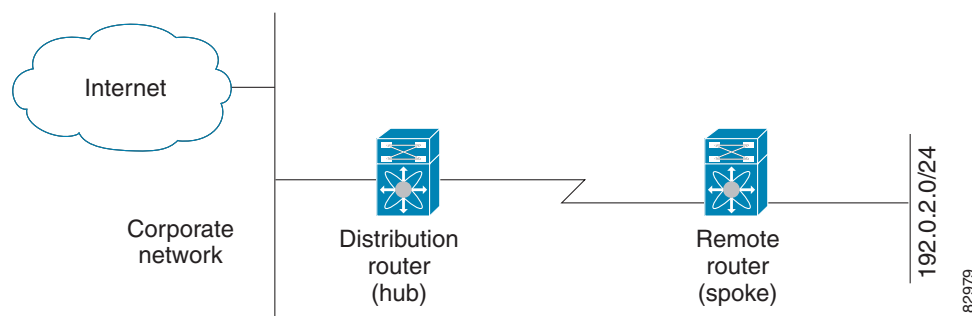 Internet
Corporate
network
Distribution
router
(hub)
Remote
router
(spoke)
192.0.2.0/24
82979